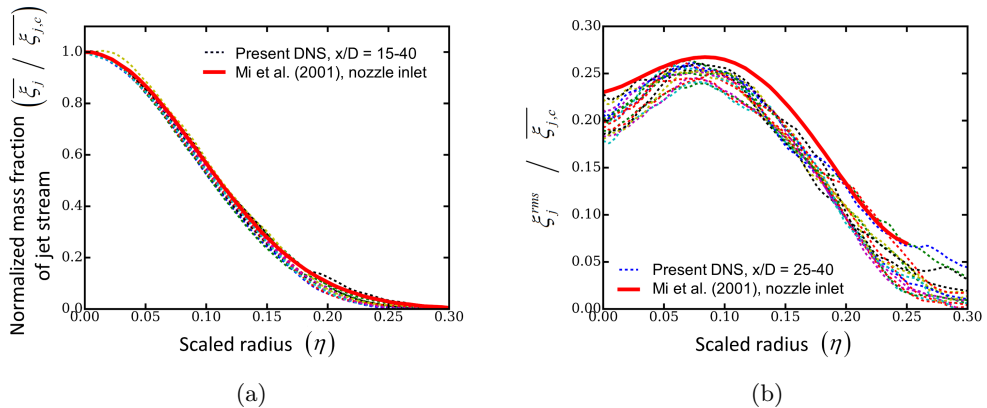 Normalized mass fraction (ξ̅_j / ξ̅_{j,c})
of jet stream
1.0
0.8
0.6
0.4
0.2
0.0
0.00 0.05 0.10 0.15 0.20 0.25 0.30
Present DNS, x/D = 15-40
Mi et al. (2001), nozzle inlet
Scaled radius (η)
(a)
ξ_j^{rms} / ξ̅_{j,c}
0.30
0.25
0.20
0.15
0.10
0.05
0.00
0.00 0.05 0.10 0.15 0.20 0.25 0.30
Present DNS, x/D = 25-40
Mi et al. (2001), nozzle inlet
Scaled radius (η)
(b)